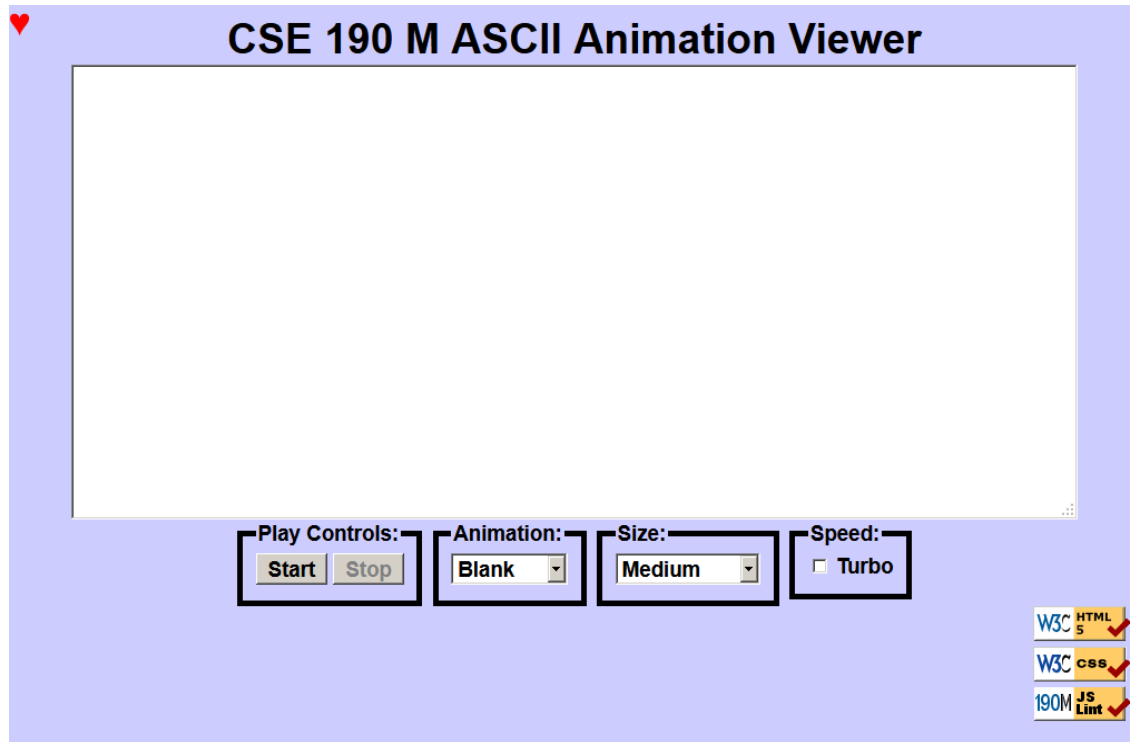 CSE 190 M ASCII Animation Viewer
Play Controls: Animation: Size: Speed:
Start Stop Blank Medium Turbo
W3C HTML 5
W3C css
190M JS Lint